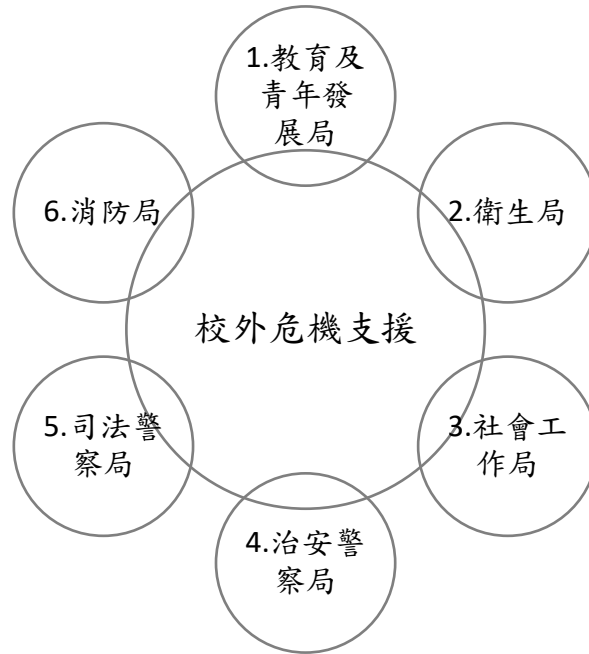 1.教育及
青年發
展局
2.衛生局
3.社會工
作局
4.治安警
察局
5.司法警
察局
6.消防局
校外危機支援